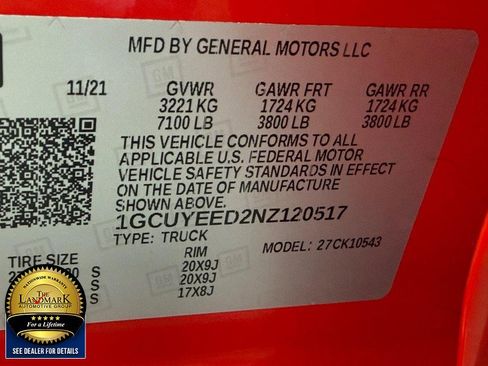 MFD BY GENERAL MOTORS LLC
11/21 GVWR GAWR FRT GAWR RR
3221 KG 1724 KG 1724 KG
7100 LB 3800 LB 3800 LB
THIS VEHICLE CONFORMS TO ALL
APPLICABLE U.S. FEDERAL MOTOR
VEHICLE SAFETY STANDARDS IN EFFECT
ON THE DATE OF MANUFACTURE
SHOWN ABOVE.
1GCUYEED2NZ120517
TYPE: TRUCK MODEL: 27CK10543
TIRE SIZE RIM
S 20X9J
S 20X9J
S 17X8J
NATIONWIDE WARRANTY
THE
LANDMARK
AUTOMOTIVE GROUP
For a Lifetime
SEE DEALER FOR DETAILS